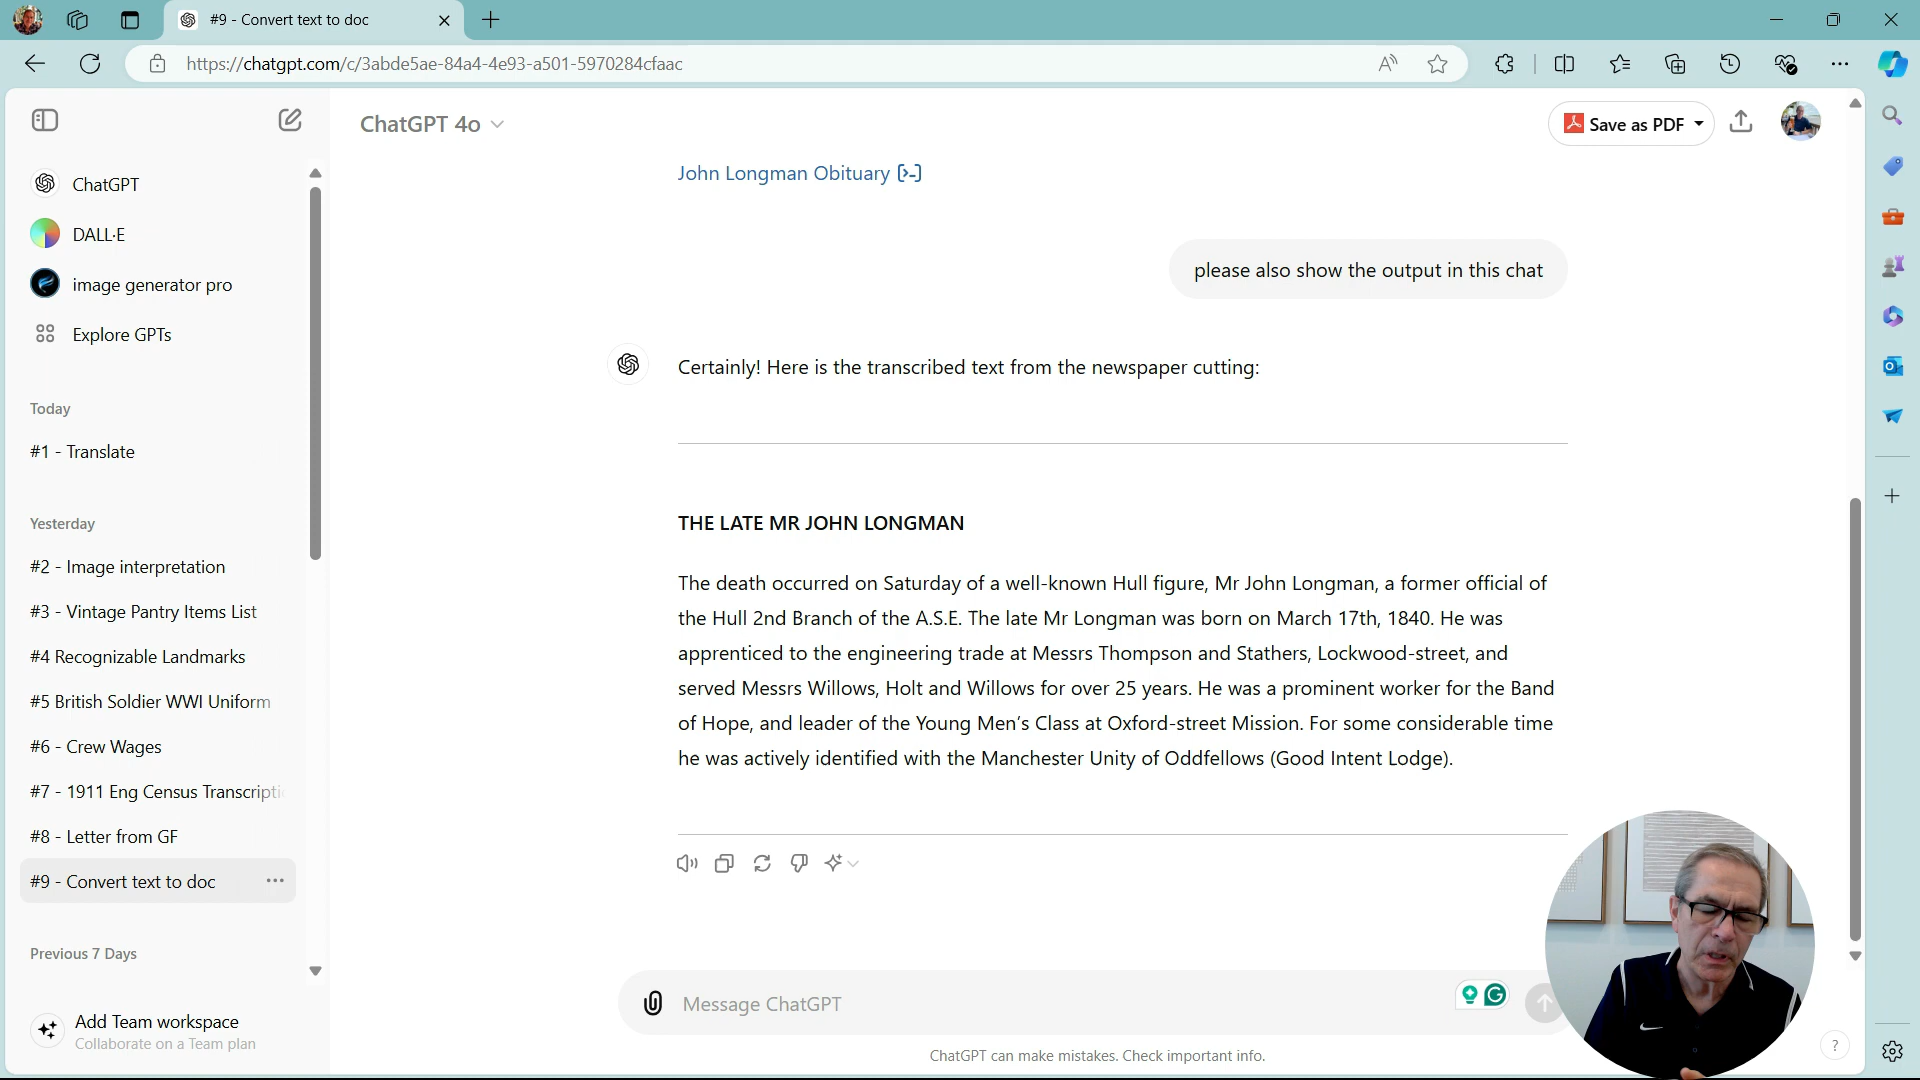 #9 - Convert text to doc
https://chatgpt.com/c/3abde5ae-84a4-4e93-a501-5970284cfaac
ChatGPT
DALL·E
image generator pro
Explore GPTs
Today
#1 - Translate
Yesterday
#2 - Image interpretation
#3 - Vintage Pantry Items List
#4 Recognizable Landmarks
#5 British Soldier WWI Uniform
#6 - Crew Wages
#7 - 1911 Eng Census Transcripti
#8 - Letter from GF
#9 - Convert text to doc
Previous 7 Days
Add Team workspace
Collaborate on a Team plan
ChatGPT 4o
Save as PDF
John Longman Obituary [>-]
please also show the output in this chat
Certainly! Here is the transcribed text from the newspaper cutting:
THE LATE MR JOHN LONGMAN
The death occurred on Saturday of a well-known Hull figure, Mr John Longman, a former official of
the Hull 2nd Branch of the A.S.E. The late Mr Longman was born on March 17th, 1840. He was
apprenticed to the engineering trade at Messrs Thompson and Stathers, Lockwood-street, and
served Messrs Willows, Holt and Willows for over 25 years. He was a prominent worker for the Band
of Hope, and leader of the Young Men's Class at Oxford-street Mission. For some considerable time
he was actively identified with the Manchester Unity of Oddfellows (Good Intent Lodge).
Message ChatGPT
ChatGPT can make mistakes. Check important info.
?